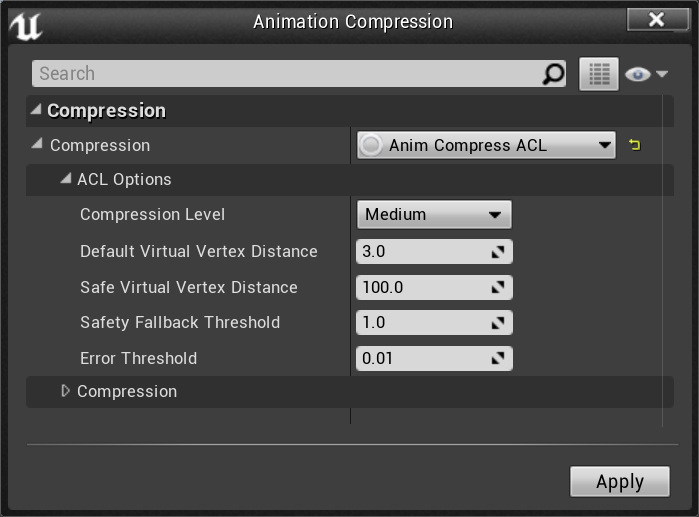 Animation Compression
Search
Compression
Compression Anim Compress ACL
ACL Options
Compression Level Medium
Default Virtual Vertex Distance 3.0
Safe Virtual Vertex Distance 100.0
Safety Fallback Threshold 1.0
Error Threshold 0.01
Compression
Apply